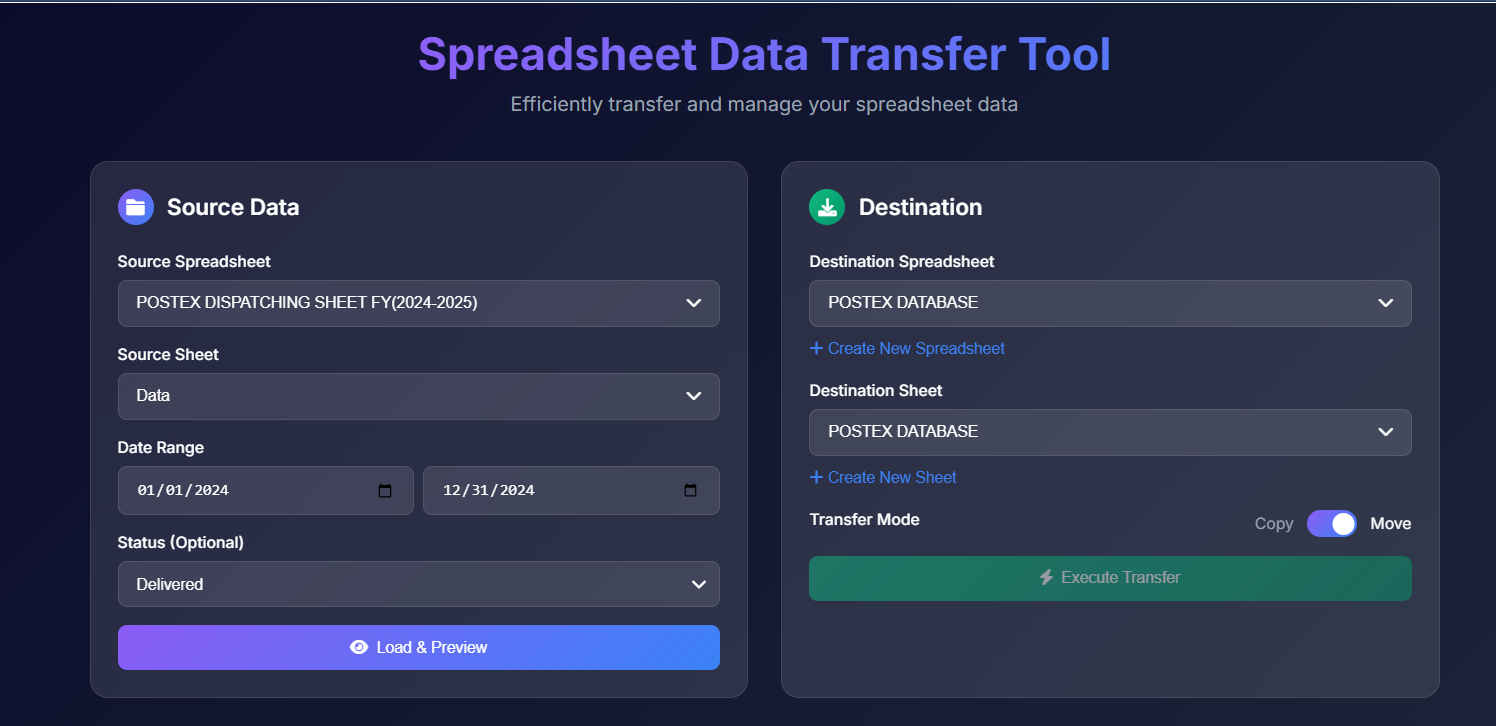 Spreadsheet Data Transfer Tool
Efficiently transfer and manage your spreadsheet data
Source Data
Source Spreadsheet
POSTEX DISPATCHING SHEET FY(2024-2025)
Source Sheet
Data
Date Range
01/01/2024 12/31/2024
Status (Optional)
Delivered
Load & Preview
Destination
Destination Spreadsheet
POSTEX DATABASE
+ Create New Spreadsheet
Destination Sheet
POSTEX DATABASE
+ Create New Sheet
Transfer Mode Copy Move
Execute Transfer